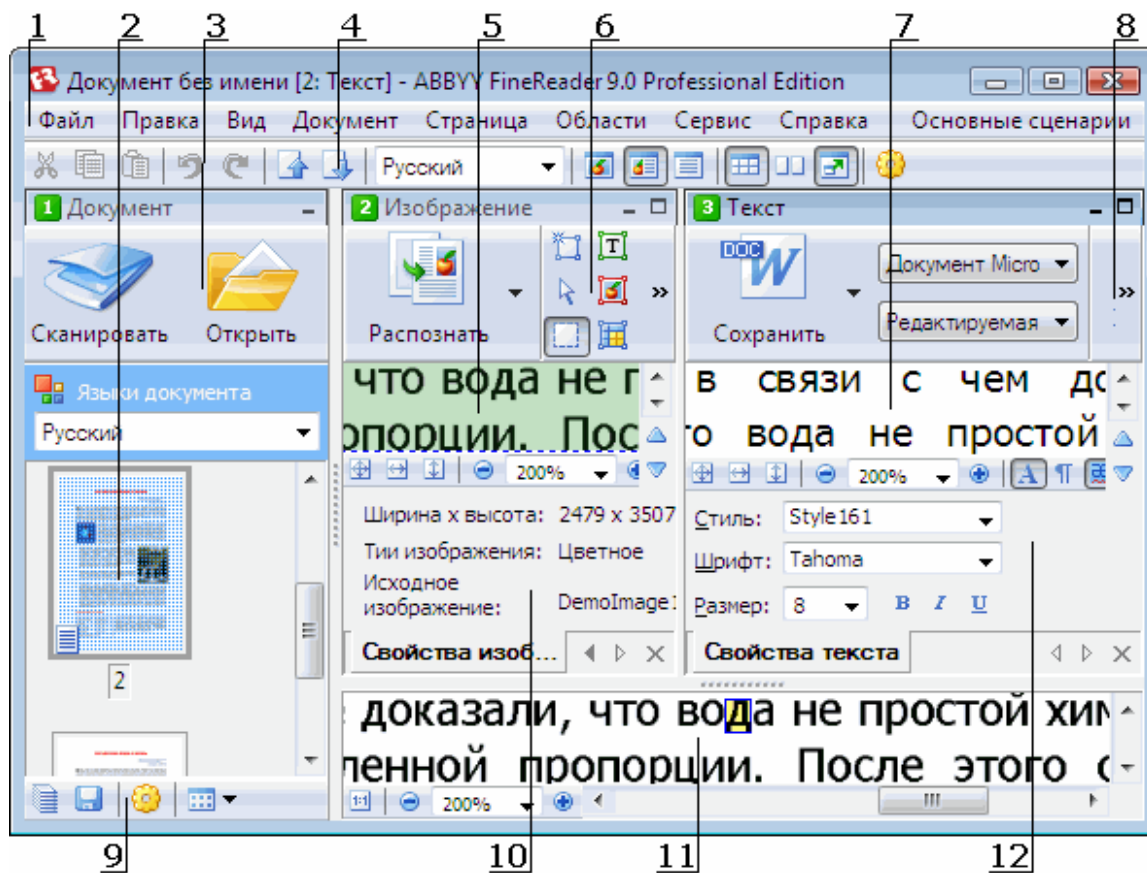 1 2 3 4 5 6 7 8
Документ без имени [2: Текст] - ABBYY FineReader 9.0 Professional Edition
Файл Правка Вид Документ Страница Области Сервис Справка Основные сценарии
Русский
1 Документ
2 Изображение
3 Текст
Сканировать Открыть
Распознать
T
DOC
W
Сохранить
Документ Micro
Редактируемая
Языки документа
Русский
что вода не
опорции. Пос
200%
Ширина x высота: 2479 x 3507
Тии изображения: Цветное
Исходное
изображение: DemoImage1
Свойства изоб...
в связи с чем
го вода не простой
200%
A ¶
Стиль: Style161
Шрифт: Tahoma
Размер: 8 B I U
Свойства текста
2
доказали, что вода не простой
ленной пропорции. После этого
1:1 200%
9 10 11 12